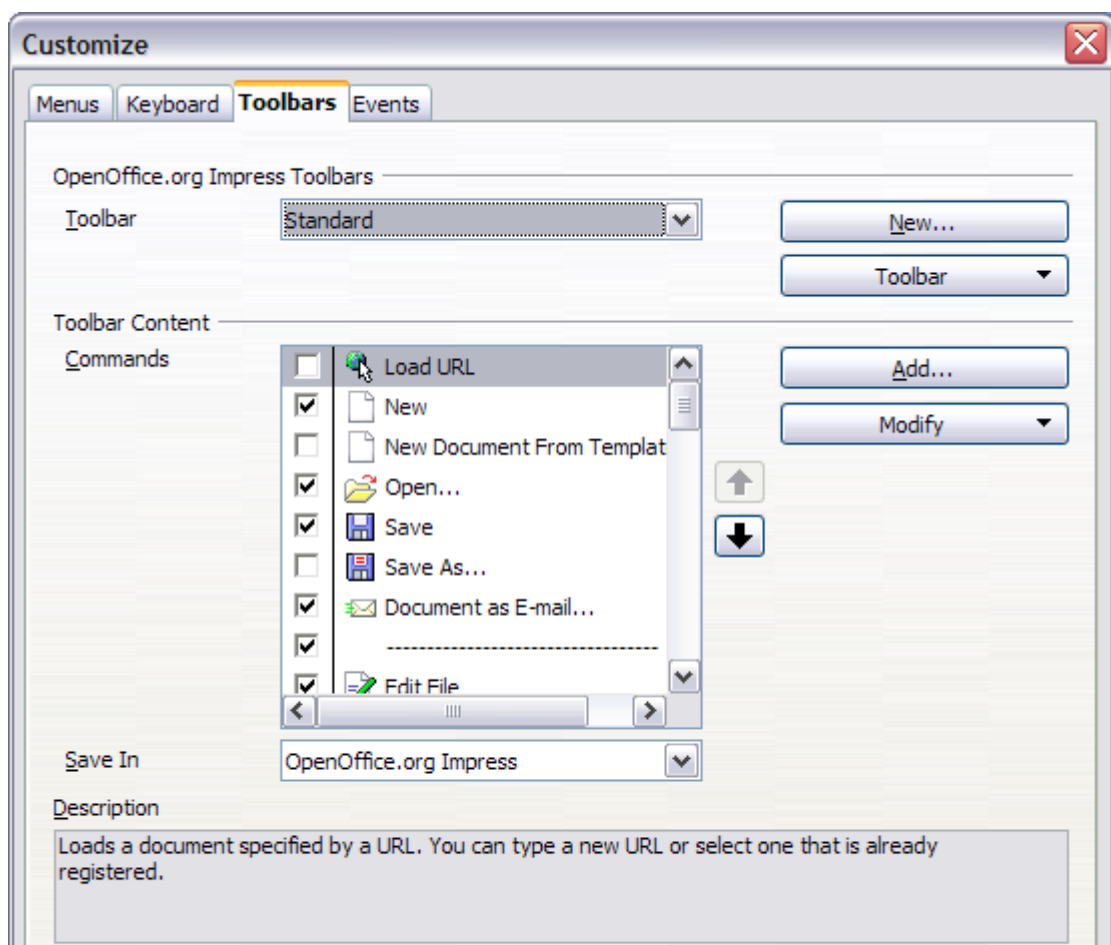 Customize
Menus Keyboard Toolbars Events
OpenOffice.org Impress Toolbars
Toolbar Standard New...
Toolbar
Toolbar Content
Commands Load URL Add...
New
Modify
New Document From Templat
Open...
Save
Save As...
Document as E-mail...
----------------------------------
Edit File
Save In OpenOffice.org Impress
Description
Loads a document specified by a URL. You can type a new URL or select one that is already
registered.